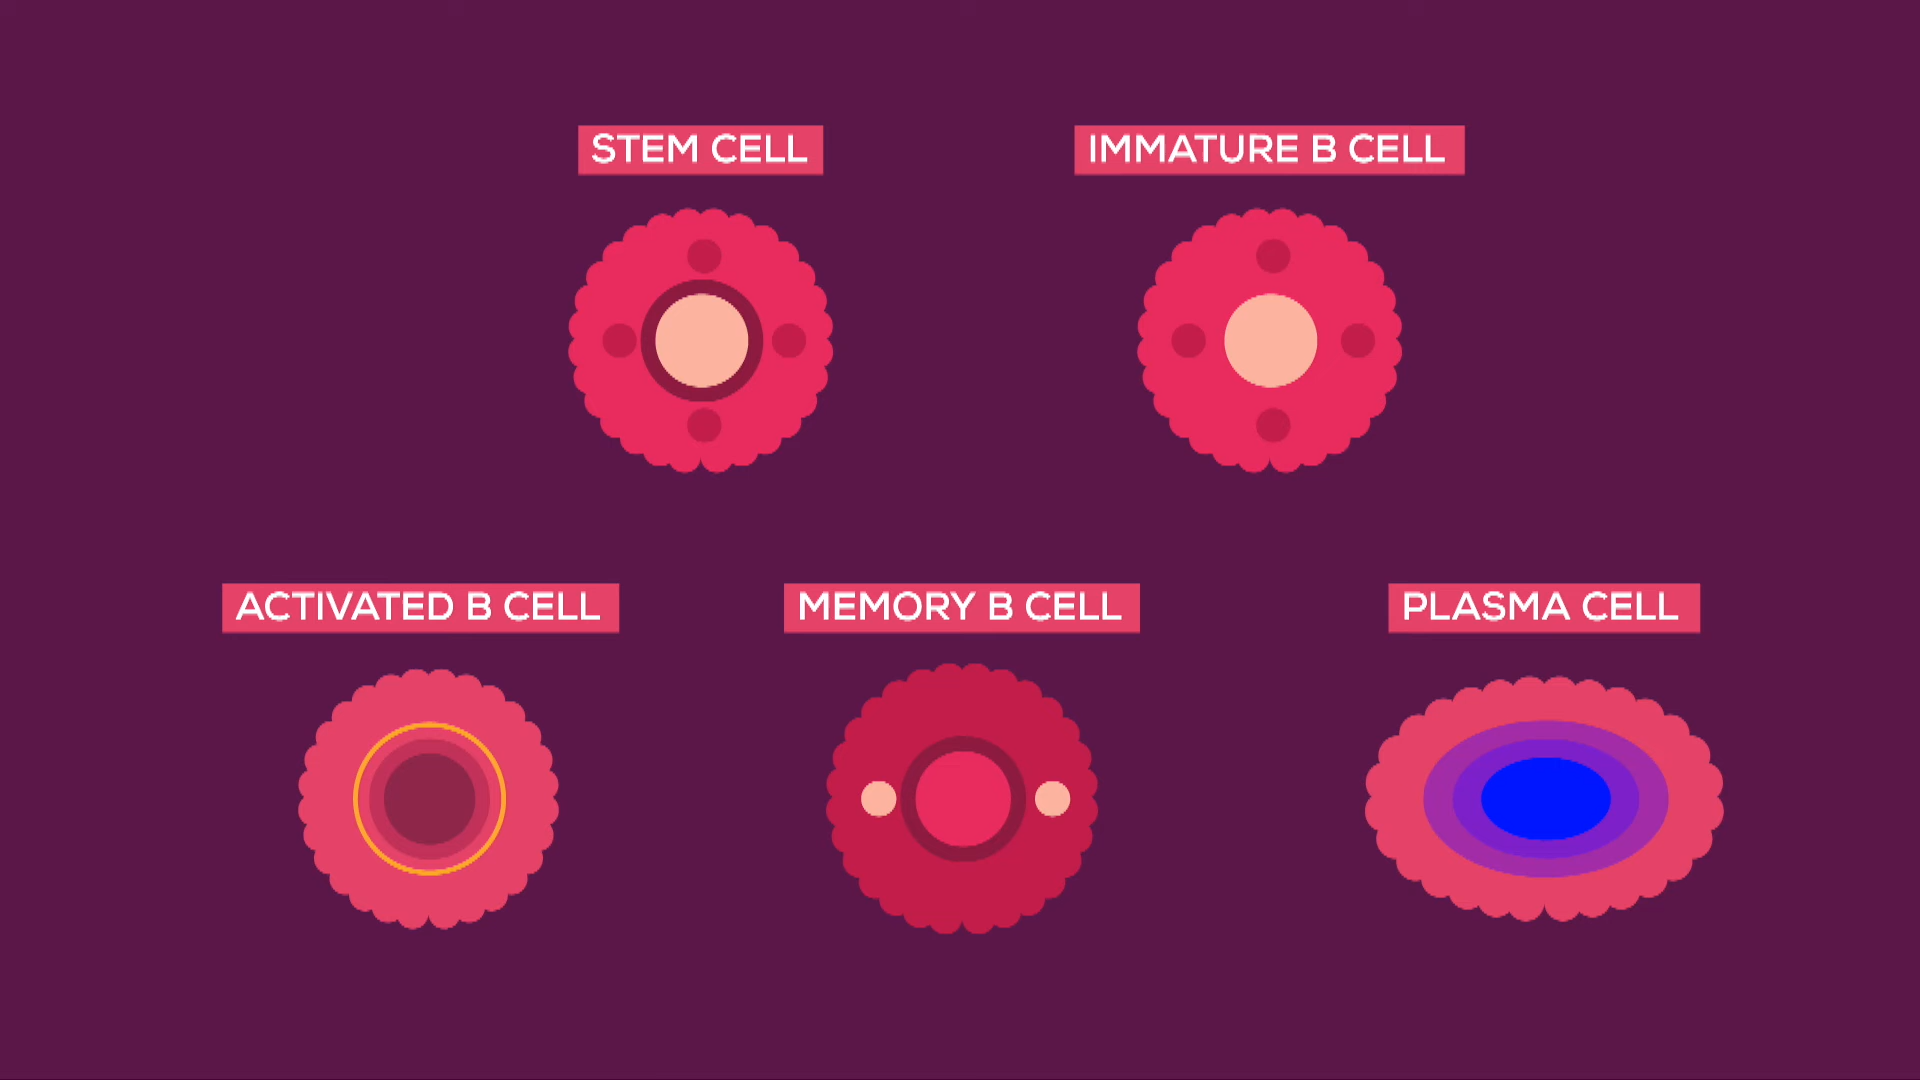 STEM CELL
IMMATURE B CELL
ACTIVATED B CELL
MEMORY B CELL
PLASMA CELL